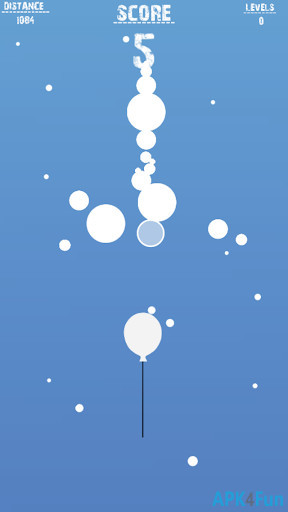 DISTANCE
1084
SCORE
5
LEVELS
0
APK4Fun